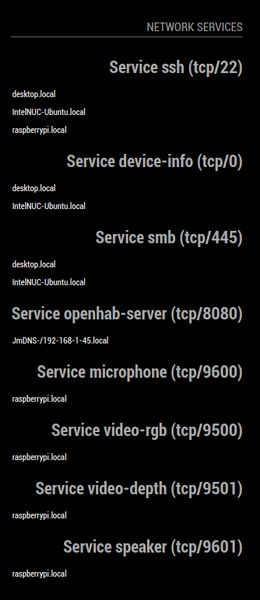 NETWORK SERVICES
Service ssh (tcp/22)
desktop.local
IntelNUC-Ubuntu.local
raspberrypi.local
Service device-info (tcp/0)
desktop.local
IntelNUC-Ubuntu.local
Service smb (tcp/445)
desktop.local
IntelNUC-Ubuntu.local
Service openhab-server (tcp/8080)
JmDNS-/192-168-1-45.local
Service microphone (tcp/9600)
raspberrypi.local
Service video-rgb (tcp/9500)
raspberrypi.local
Service video-depth (tcp/9501)
raspberrypi.local
Service speaker (tcp/9601)
raspberrypi.local